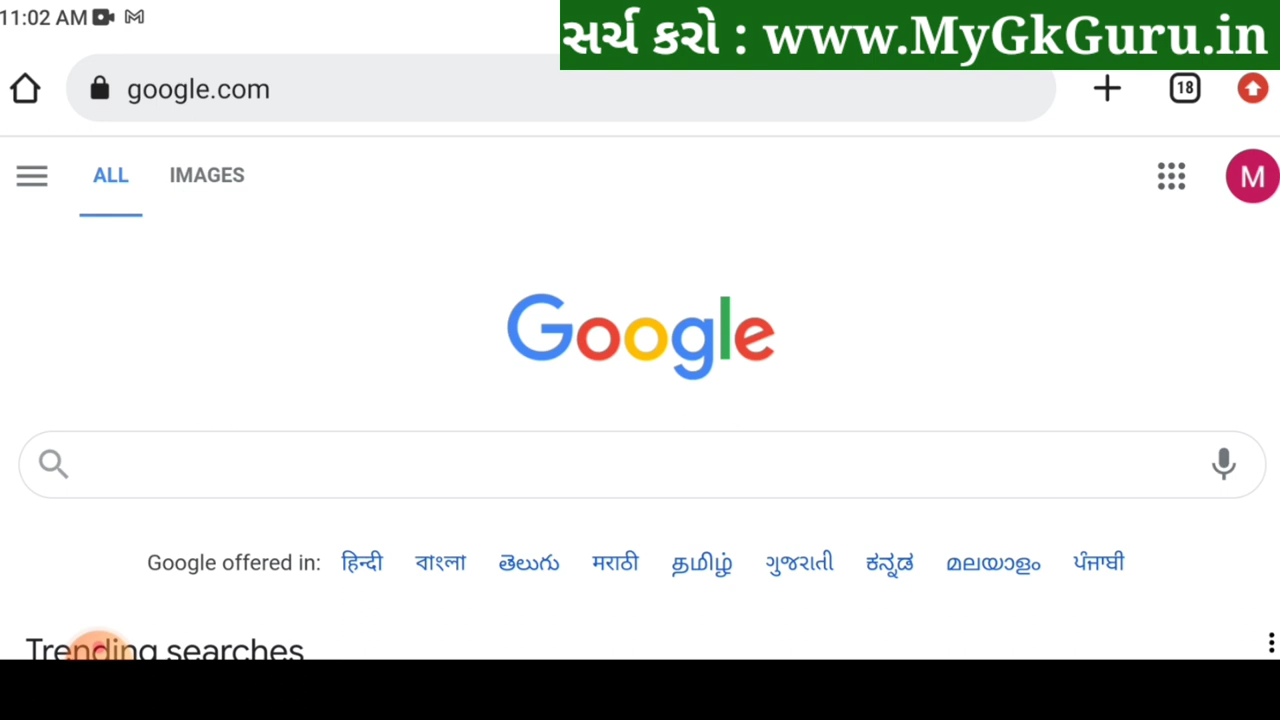 11:02 AM
સર્ચ કરો : www.MyGkGuru.in
google.com
18
ALL IMAGES
M
Google
Google offered in: हिन्दी বাংলা తెలుగు मराठी தமிழ் ગુજરાતી ಕನ್ನಡ മലയാളം ਪੰਜਾਬੀ
Trending searches